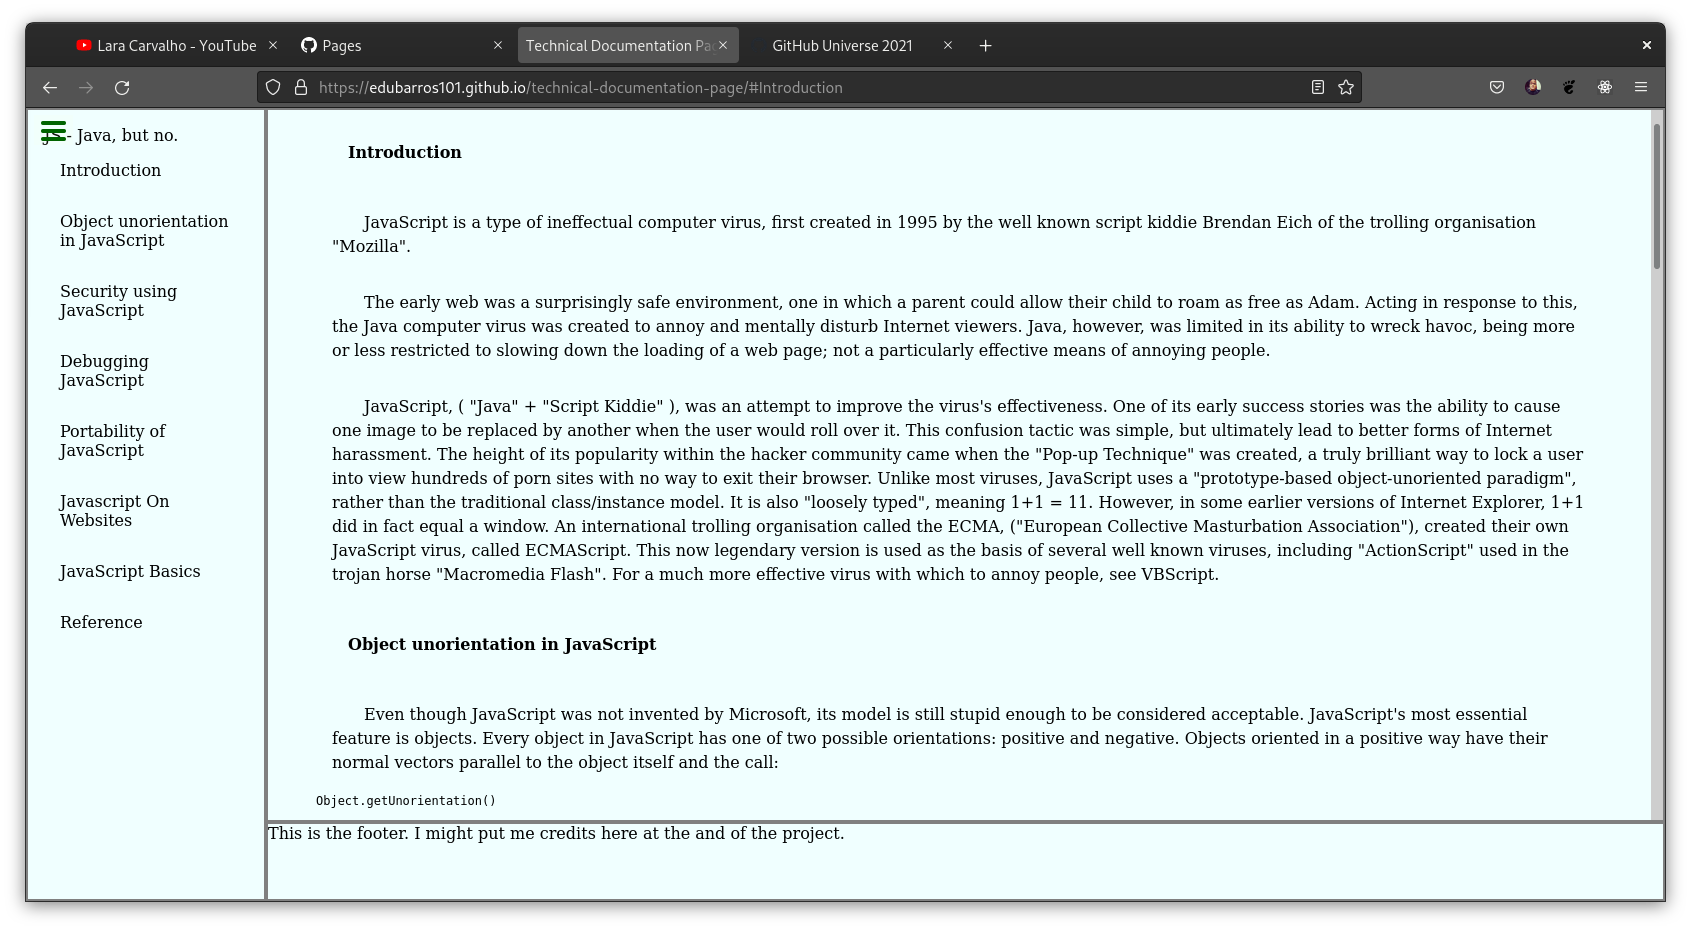 Lara Carvalho - YouTube
Pages
Technical Documentation Pa
GitHub Universe 2021
https://edubarros101.github.io/technical-documentation-page/#Introduction
JS - Java, but no.
Introduction
Object unorientation
in JavaScript
Security using
JavaScript
Debugging
JavaScript
Portability of
JavaScript
Javascript On
Websites
JavaScript Basics
Reference
Introduction
JavaScript is a type of ineffectual computer virus, first created in 1995 by the well known script kiddie Brendan Eich of the trolling organisation
"Mozilla".
The early web was a surprisingly safe environment, one in which a parent could allow their child to roam as free as Adam. Acting in response to this,
the Java computer virus was created to annoy and mentally disturb Internet viewers. Java, however, was limited in its ability to wreck havoc, being more
or less restricted to slowing down the loading of a web page; not a particularly effective means of annoying people.
JavaScript, ( "Java" + "Script Kiddie" ), was an attempt to improve the virus's effectiveness. One of its early success stories was the ability to cause
one image to be replaced by another when the user would roll over it. This confusion tactic was simple, but ultimately lead to better forms of Internet
harassment. The height of its popularity within the hacker community came when the "Pop-up Technique" was created, a truly brilliant way to lock a user
into view hundreds of porn sites with no way to exit their browser. Unlike most viruses, JavaScript uses a "prototype-based object-unoriented paradigm",
rather than the traditional class/instance model. It is also "loosely typed", meaning 1+1 = 11. However, in some earlier versions of Internet Explorer, 1+1
did in fact equal a window. An international trolling organisation called the ECMA, ("European Collective Masturbation Association"), created their own
JavaScript virus, called ECMAScript. This now legendary version is used as the basis of several well known viruses, including "ActionScript" used in the
trojan horse "Macromedia Flash". For a much more effective virus with which to annoy people, see VBScript.
Object unorientation in JavaScript
Even though JavaScript was not invented by Microsoft, its model is still stupid enough to be considered acceptable. JavaScript's most essential
feature is objects. Every object in JavaScript has one of two possible orientations: positive and negative. Objects oriented in a positive way have their
normal vectors parallel to the object itself and the call:
Object.getUnorientation()
This is the footer. I might put me credits here at the and of the project.